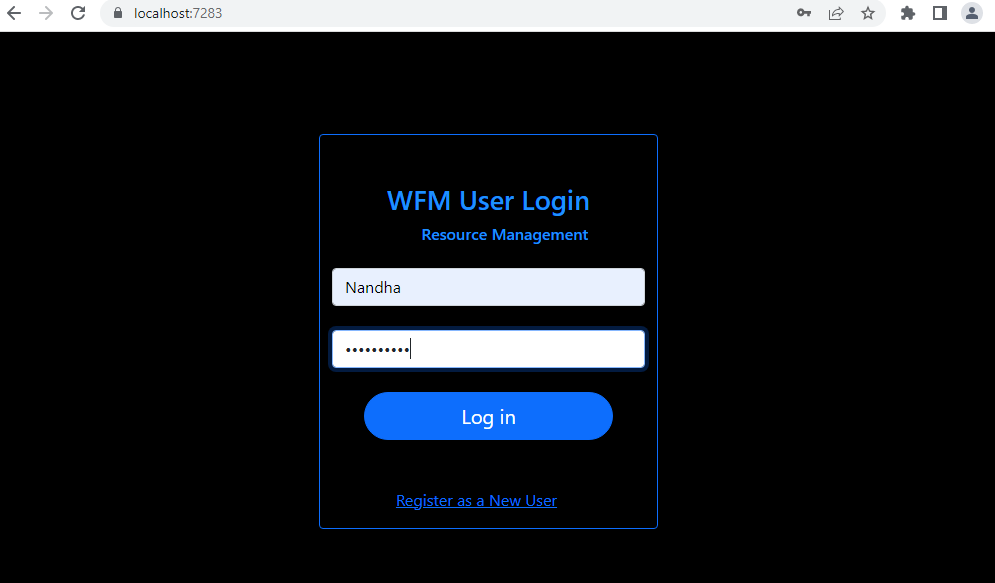 localhost:7283
WFM User Login
Resource Management
Nandha
••••••••••
Log in
Register as a New User